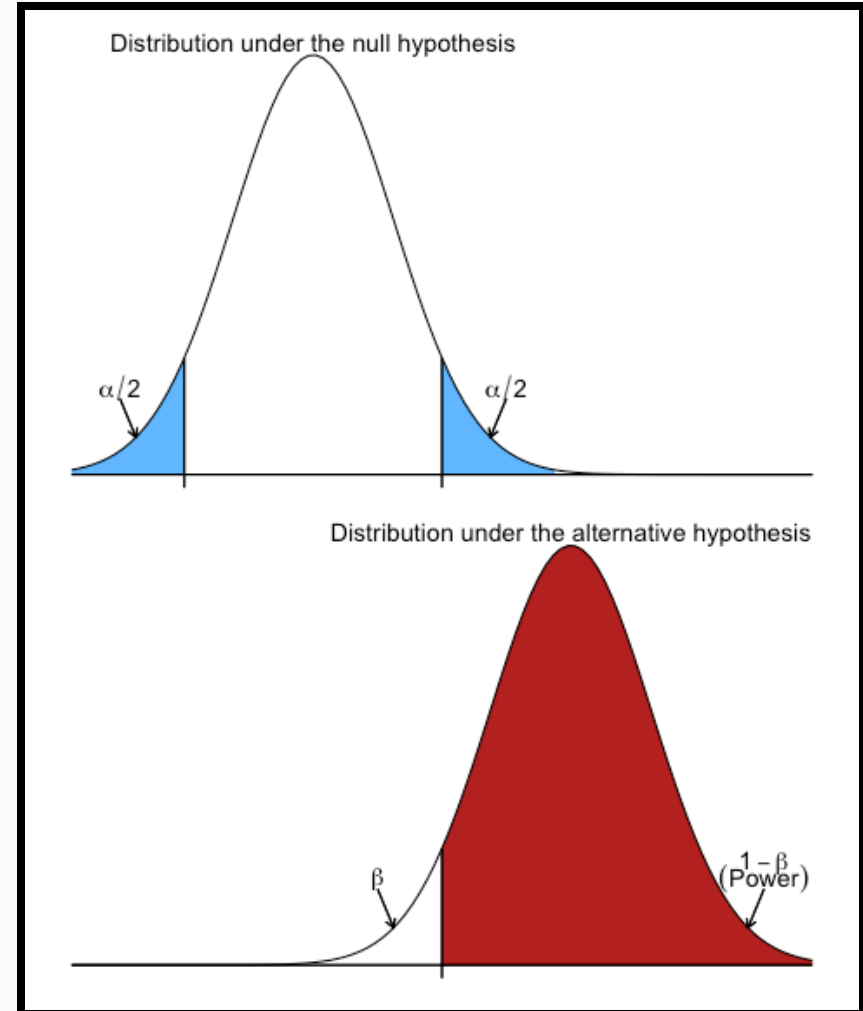 Distribution under the null hypothesis
α/2
α/2
Distribution under the alternative hypothesis
β
1 − β
(Power)